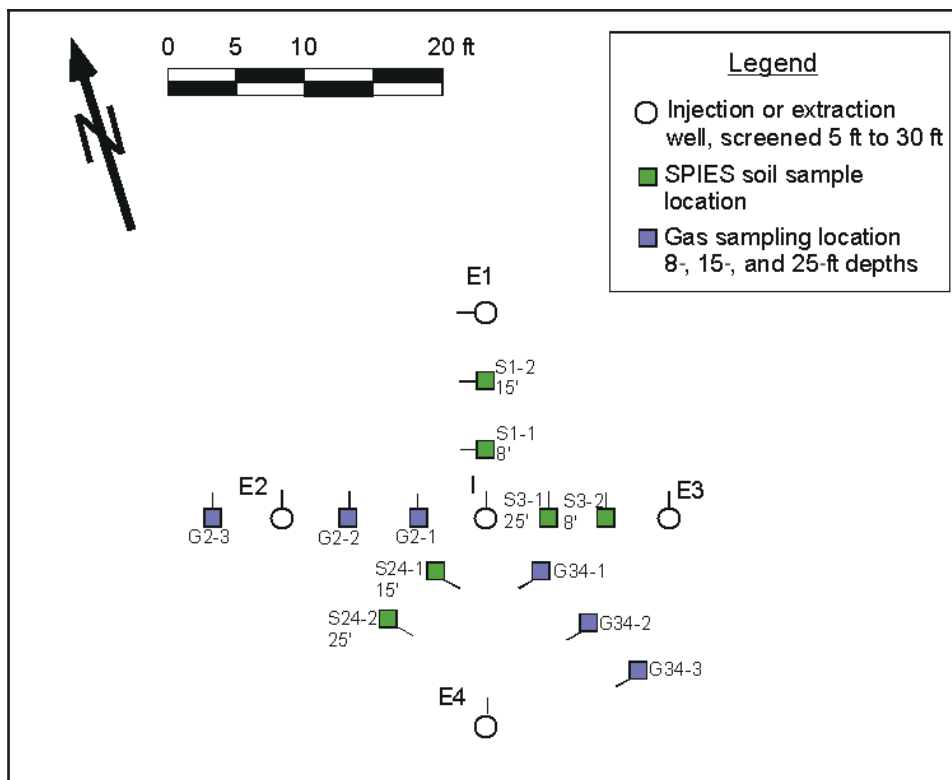 0 5 10 20 ft
Legend
Injection or extraction
well, screened 5 ft to 30 ft
SPIES soil sample
location
Gas sampling location
8-, 15-, and 25-ft depths
E1
S1-2
15'
S1-1
8'
E2
I
S3-1
25'
S3-2
8'
E3
G2-3
G2-2
G2-1
S24-1
15'
G34-1
S24-2
25'
G34-2
G34-3
E4